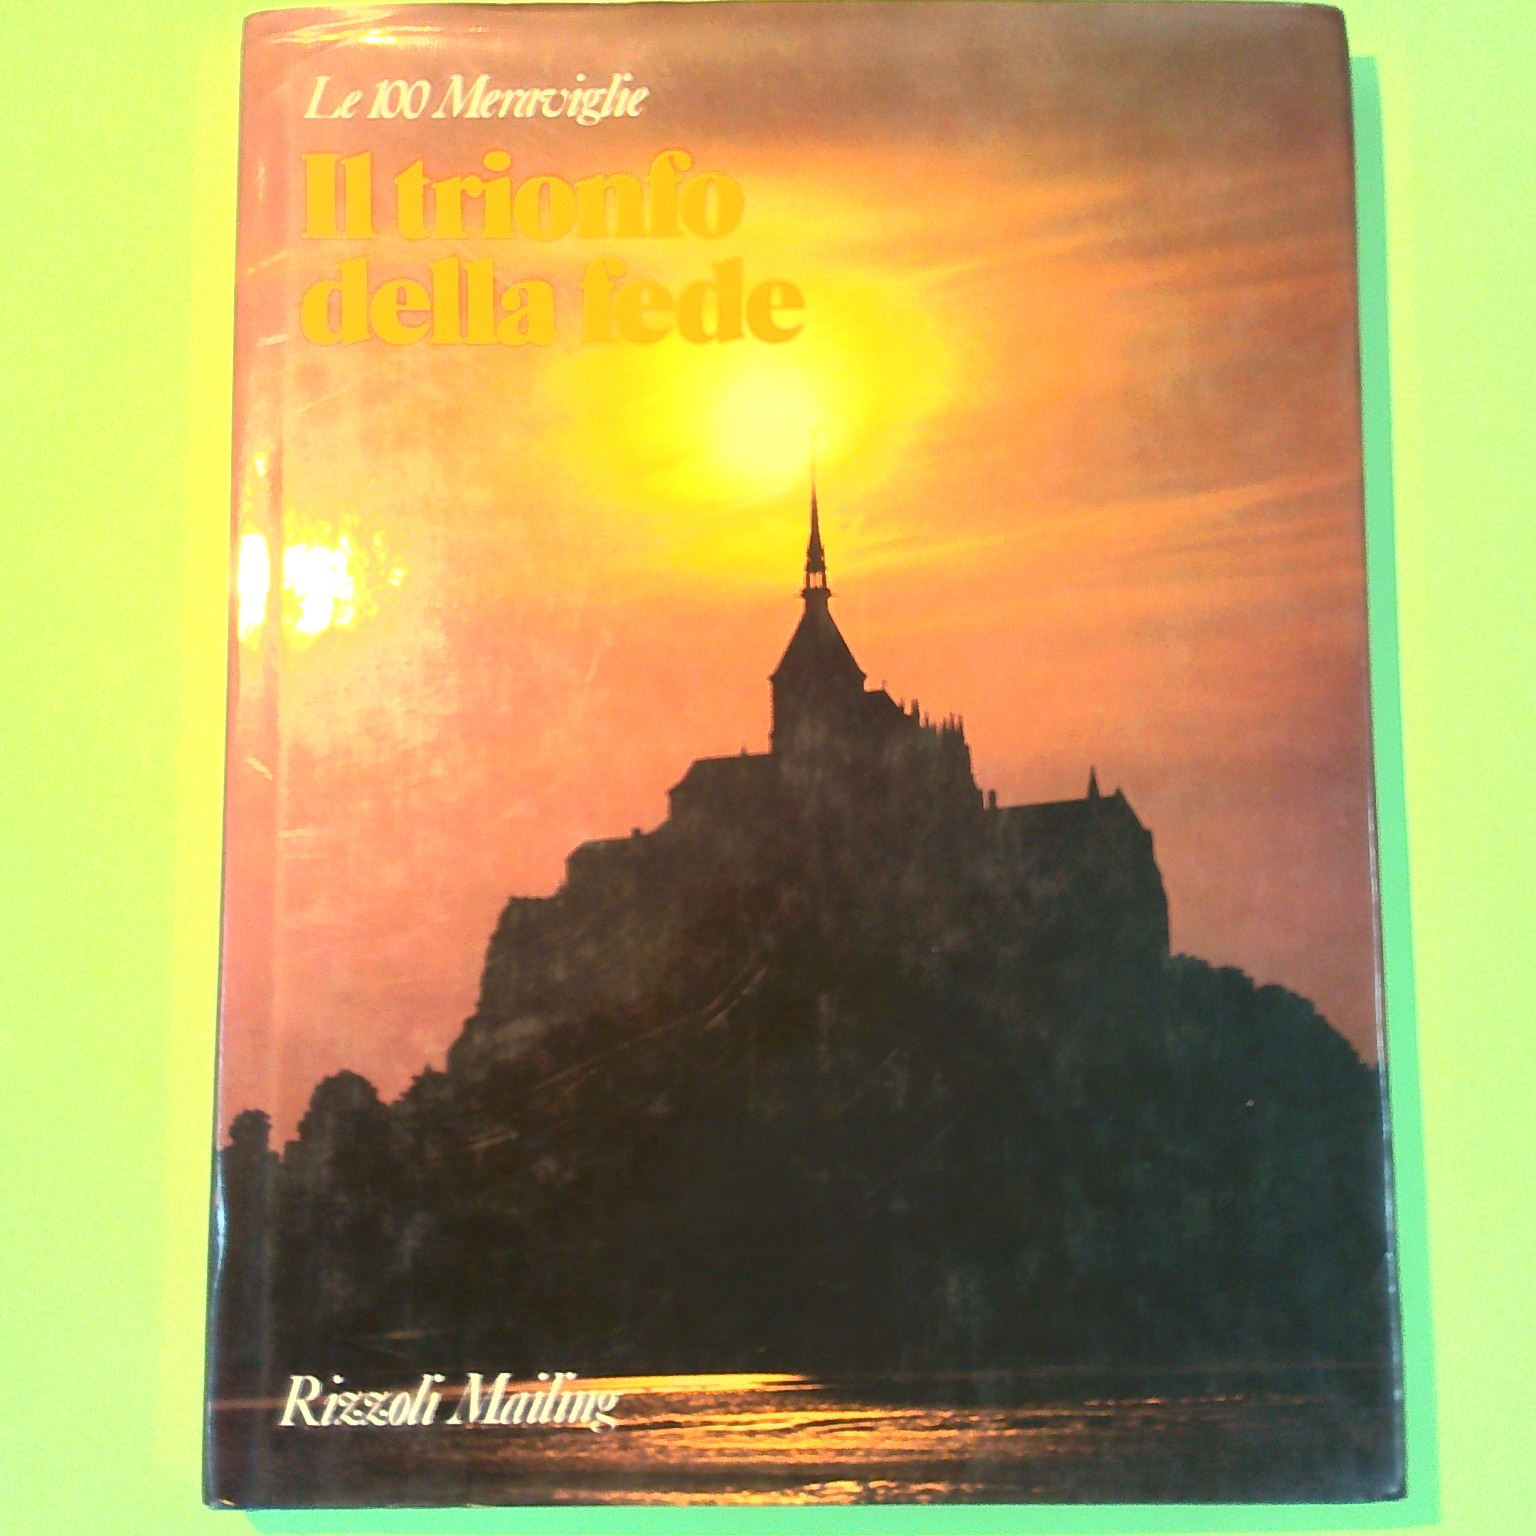 Le 100 Meraviglie
Il trionfo
della fede
Rizzoli Mailing